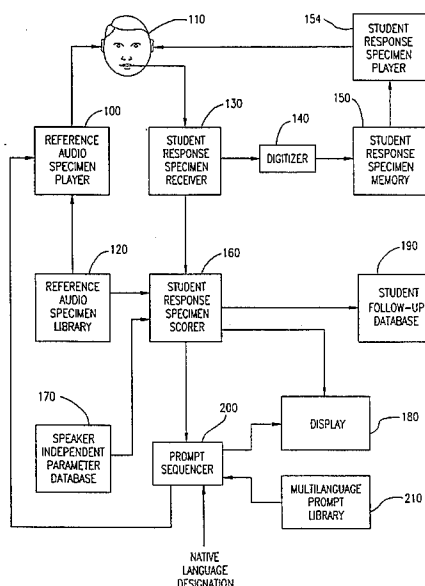 110
154
STUDENT
RESPONSE
SPECIMEN
PLAYER
100
REFERENCE
AUDIO
SPECIMEN
PLAYER
130
STUDENT
RESPONSE
SPECIMEN
RECEIVER
140
DIGITIZER
150
STUDENT
RESPONSE
SPECIMEN
MEMORY
120
REFERENCE
AUDIO
SPECIMEN
LIBRARY
160
STUDENT
RESPONSE
SPECIMEN
SCORER
190
STUDENT
FOLLOW-UP
DATABASE
170
SPEAKER
INDEPENDENT
PARAMETER
DATABASE
200
PROMPT
SEQUENCER
DISPLAY
180
MULTILANGUAGE
PROMPT
LIBRARY
210
NATIVE
LANGUAGE
DESIGNATION